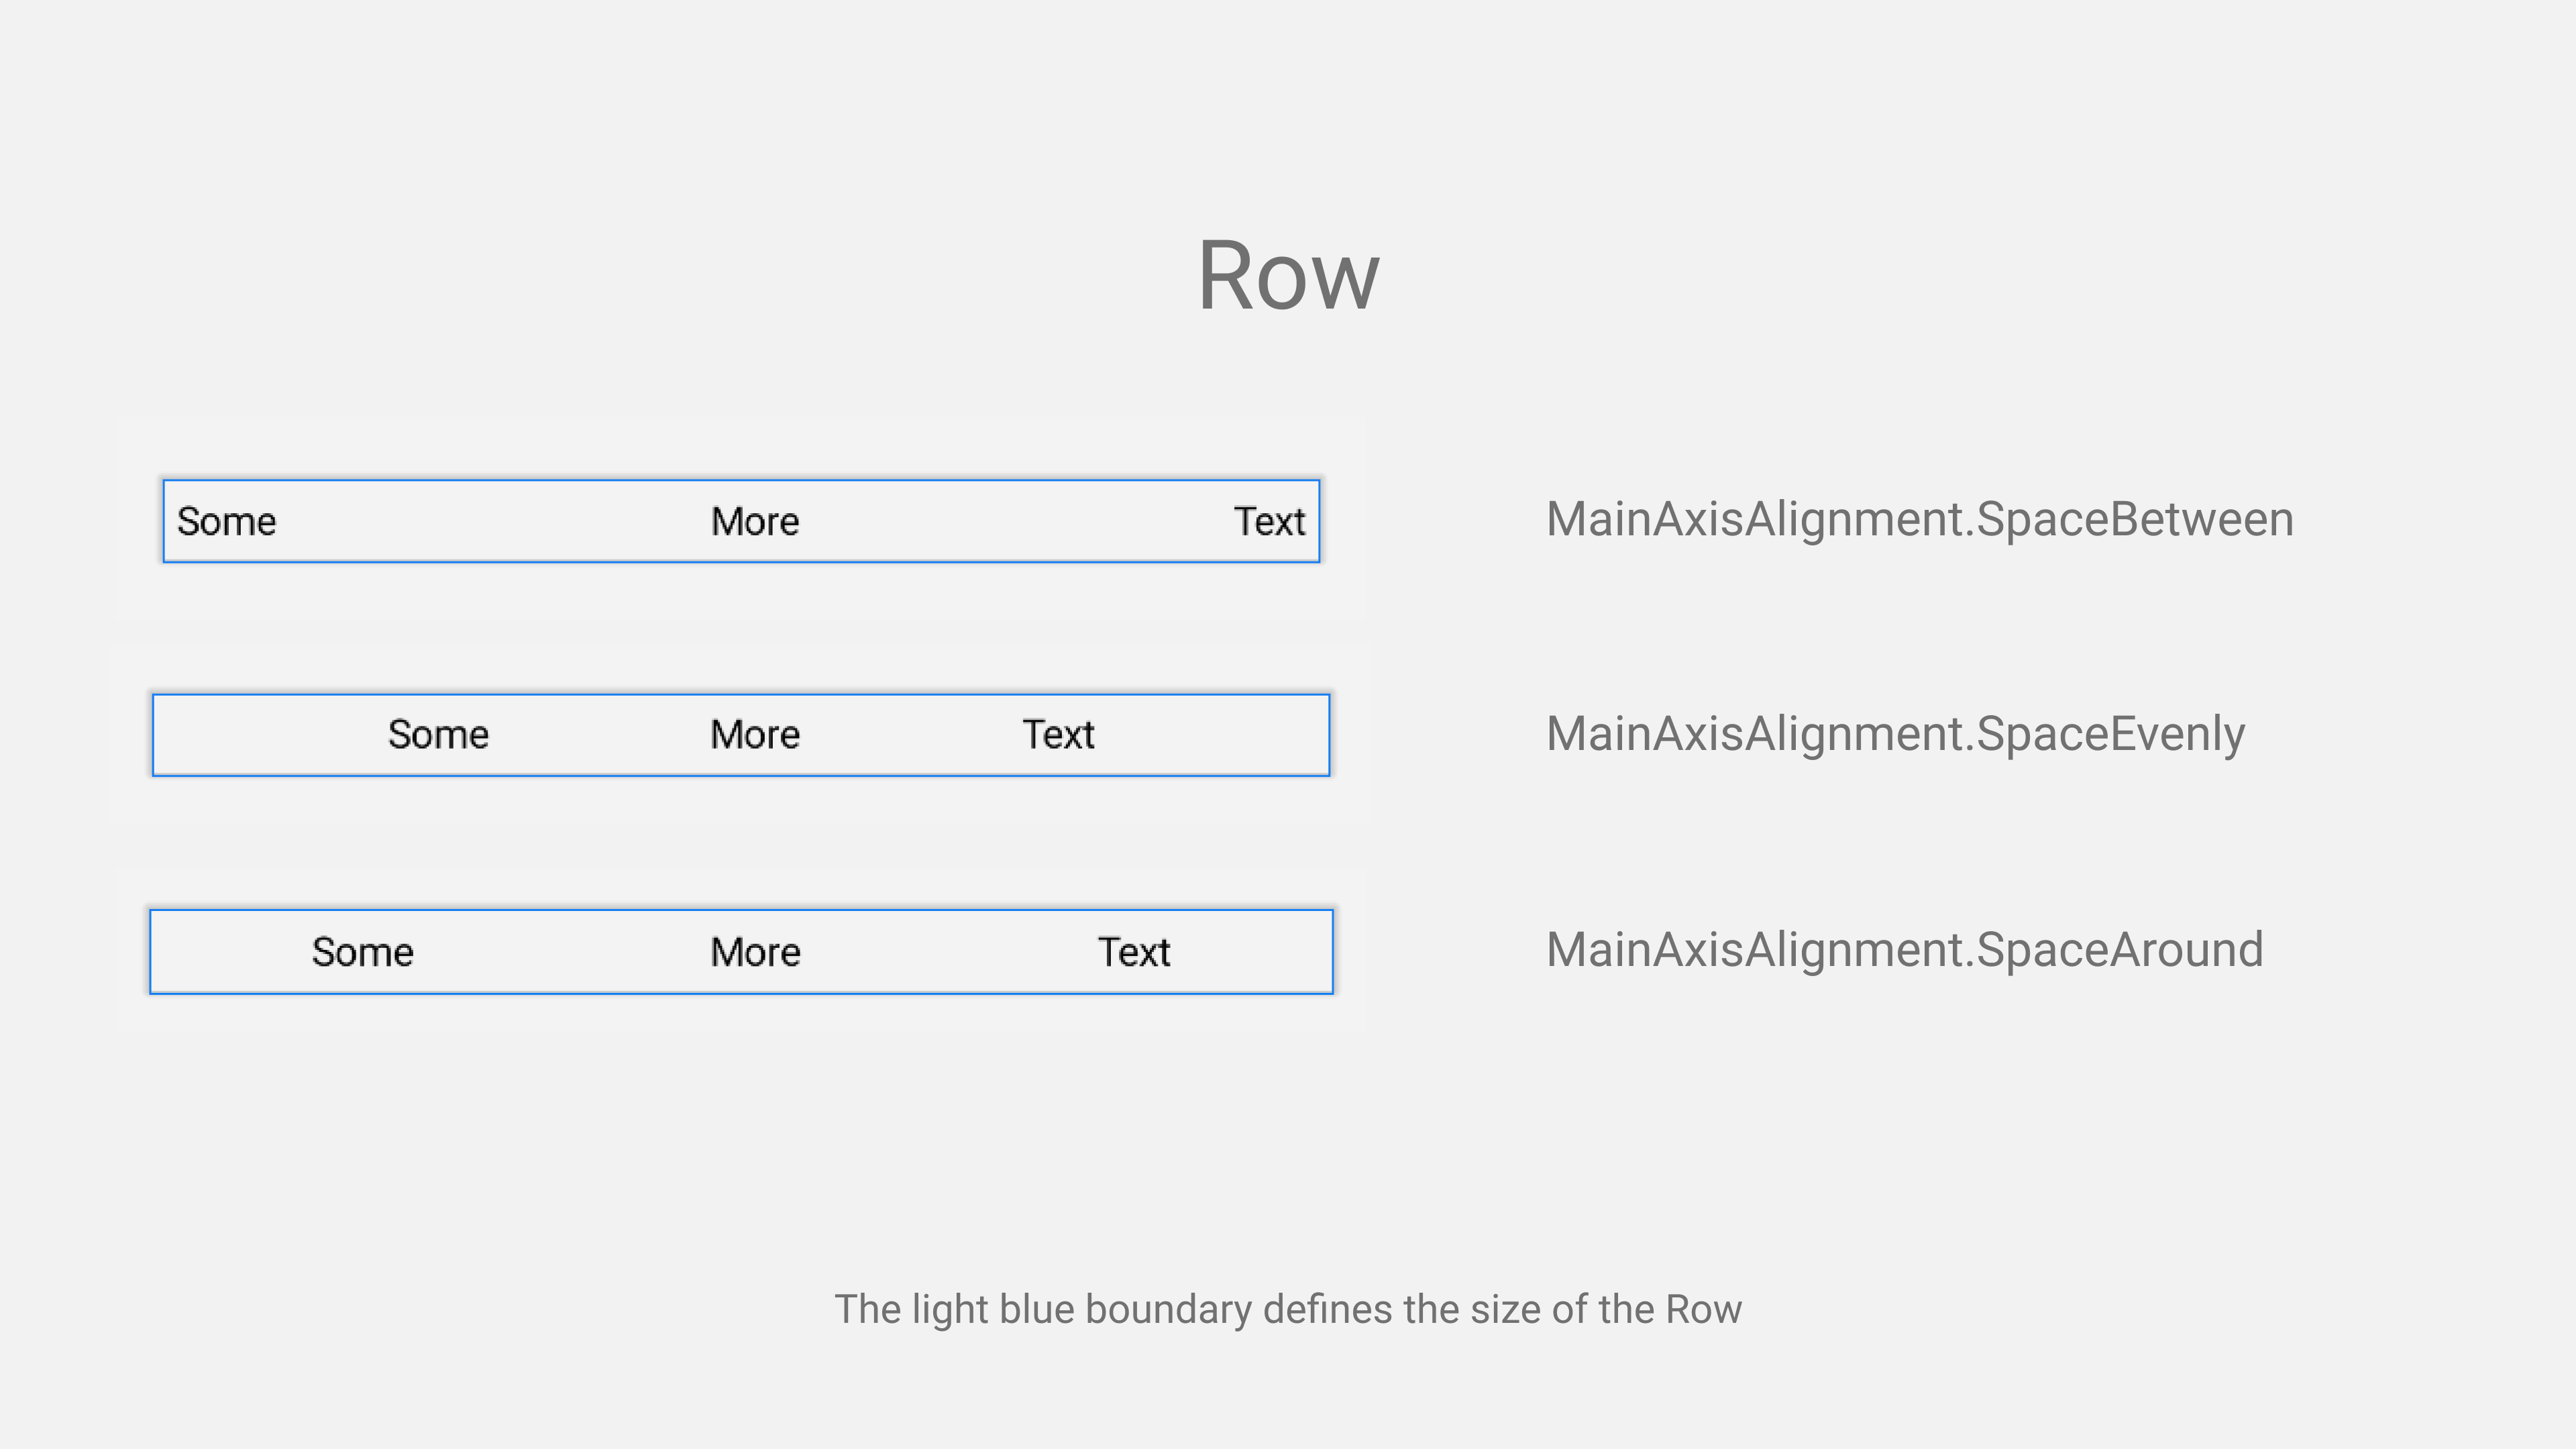 Row
Some More Text MainAxisAlignment.SpaceBetween
Some More Text MainAxisAlignment.SpaceEvenly
Some More Text MainAxisAlignment.SpaceAround
The light blue boundary defines the size of the Row